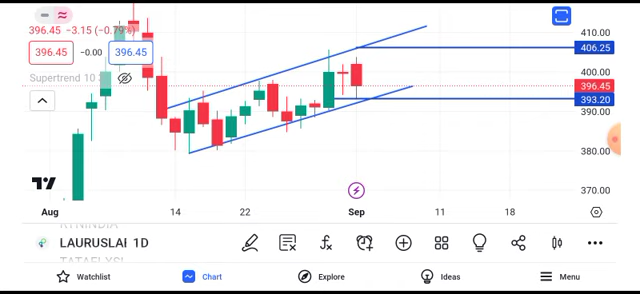 410.00
396.45 -3.15 (-0.79%)
406.25
396.45 -0.00 396.45
400.00
Supertrend 10
396.45
393.20
390.00
380.00
370.00
Aug 14 22 Sep 11 18
LAURUSLA 1D
Watchlist Chart Explore Ideas Menu